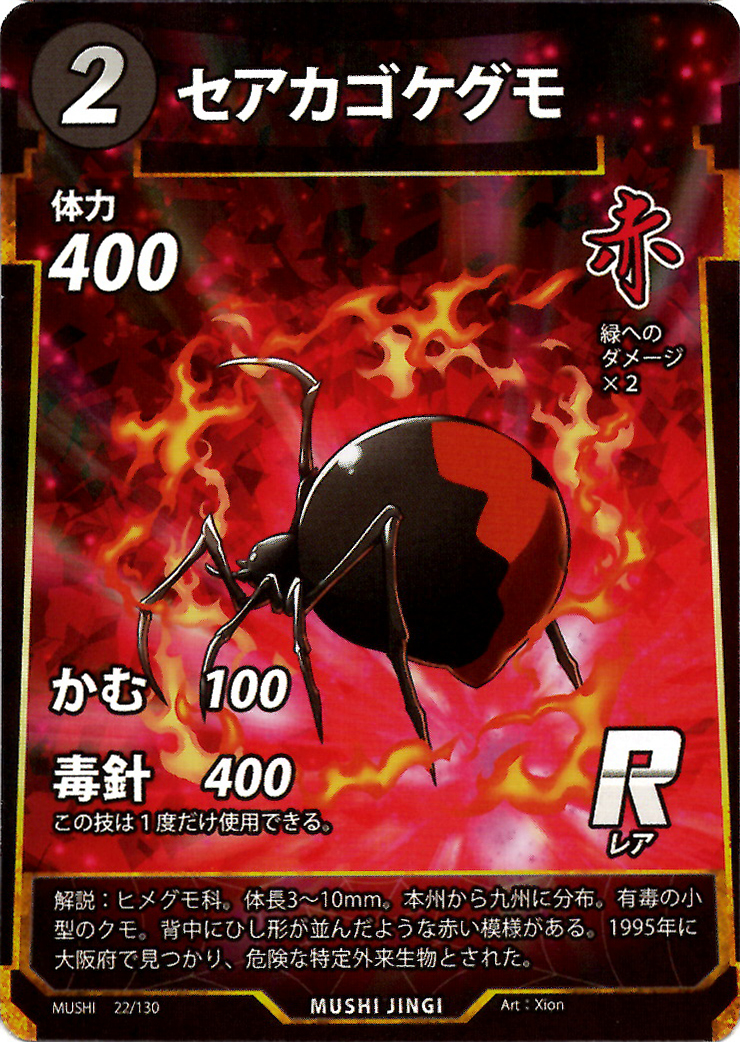 2
セアカゴケグモ
体力
400
赤
緑への
ダメージ
×2
かむ 100
毒針 400
この技は1度だけ使用できる。
R
レア
解説：ヒメグモ科。体長3〜10mm。本州から九州に分布。有毒の小
型のクモ。背中にひし形が並んだような赤い模様がある。1995年に
大阪府で見つかり、危険な特定外来生物とされた。
MUSHI 22/130
MUSHI JINGI
Art：Xion